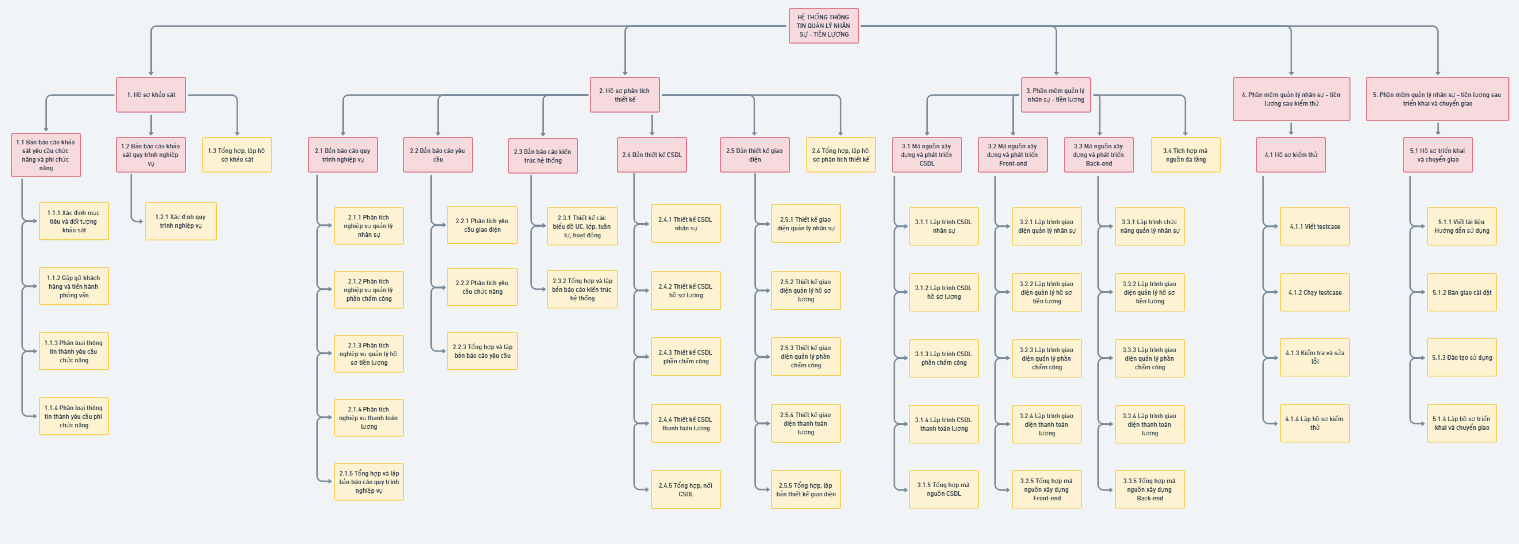 HỆ THỐNG THÔNG
TIN QUẢN LÝ NHÂN
SỰ - TIỀN LƯƠNG
1. Hồ sơ khảo sát
2. Hồ sơ phân tích
thiết kế
3. Phần mềm quản lý
nhân sự - tiền lương
4. Phần mềm quản lý nhân sự - tiền
lương sau kiểm thử
5. Phần mềm quản lý nhân sự - tiền lương sau
triển khai và chuyển giao
1.1 Bản báo cáo khảo
sát yêu cầu chức
năng và phi chức
năng
1.2 Bản báo cáo khảo
sát quy trình nghiệp
vụ
1.3 Tổng hợp, lập hồ
sơ khảo sát
2.1 Bản báo cáo quy
trình nghiệp vụ
2.2 Bản báo cáo yêu
cầu
2.3 Bản báo cáo kiến
trúc hệ thống
2.4 Bản thiết kế CSDL
2.5 Bản thiết kế giao
diện
2.6 Tổng hợp, lập hồ
sơ phân tích thiết kế
3.1 Mã nguồn xây
dựng và phát triển
CSDL
3.2 Mã nguồn xây
dựng và phát triển
Front-end
3.3 Mã nguồn xây
dựng và phát triển
Back-end
3.4 Tích hợp mã
nguồn đa tầng
4.1 Hồ sơ kiểm thử
5.1 Hồ sơ triển khai
và chuyển giao
1.1.1 Xác định mục
tiêu và đối tượng
khảo sát
1.1.2 Gặp gỡ khách
hàng và tiến hành
phỏng vấn
1.1.3 Phân loại thông
tin thành yêu cầu
chức năng
1.1.4 Phân loại thông
tin thành yêu cầu phi
chức năng
1.2.1 Xác định quy
trình nghiệp vụ
2.1.1 Phân tích
nghiệp vụ quản lý
nhân sự
2.1.2 Phân tích
nghiệp vụ quản lý
phần chấm công
2.1.3 Phân tích
nghiệp vụ quản lý hồ
sơ tiền lương
2.1.4 Phân tích
nghiệp vụ thanh toán
lương
2.1.5 Tổng hợp và lập
bản báo cáo quy trình
nghiệp vụ
2.2.1 Phân tích yêu
cầu giao diện
2.2.2 Phân tích yêu
cầu chức năng
2.2.3 Tổng hợp và lập
bản báo cáo yêu cầu
2.3.1 Thiết kế các
biểu đồ UC, lớp, tuần
tự, hoạt động
2.3.2 Tổng hợp và lập
bản báo cáo kiến trúc
hệ thống
2.4.1 Thiết kế CSDL
nhân sự
2.4.2 Thiết kế CSDL
hồ sơ lương
2.4.3 Thiết kế CSDL
phần chấm công
2.4.4 Thiết kế CSDL
thanh toán lương
2.4.5 Tổng hợp, nối
CSDL
2.5.1 Thiết kế giao
diện quản lý nhân sự
2.5.2 Thiết kế giao
diện quản lý hồ sơ
lương
2.5.3 Thiết kế giao
diện quản lý phần
chấm công
2.5.4 Thiết kế giao
diện thanh toán
lương
2.5.5 Tổng hợp, lập
bản thiết kế giao diện
3.1.1 Lập trình CSDL
nhân sự
3.1.2 Lập trình CSDL
hồ sơ lương
3.1.3 Lập trình CSDL
phần chấm công
3.1.4 Lập trình CSDL
thanh toán lương
3.1.5 Tổng hợp mã
nguồn CSDL
3.2.1 Lập trình giao
diện quản lý nhân sự
3.2.2 Lập trình giao
diện quản lý hồ sơ
tiền lương
3.2.3 Lập trình giao
diện quản lý phần
chấm công
3.2.4 Lập trình giao
diện thanh toán
lương
3.2.5 Tổng hợp mã
nguồn xây dựng
Front-end
3.3.1 Lập trình chức
năng quản lý nhân sự
3.3.2 Lập trình giao
diện quản lý hồ sơ
tiền lương
3.3.3 Lập trình giao
diện quản lý phần
chấm công
3.3.4 Lập trình giao
diện thanh toán
lương
3.3.5 Tổng hợp mã
nguồn xây dựng
Back-end
4.1.1 Viết testcase
4.1.2 Chạy testcase
4.1.3 Kiểm tra và sửa
lỗi
4.1.4 Lập hồ sơ kiểm
thử
5.1.1 Viết tài liệu
Hướng dẫn sử dụng
5.1.2 Bàn giao cài đặt
5.1.3 Đào tạo sử dụng
5.1.4 Lập hồ sơ triển
khai và chuyển giao